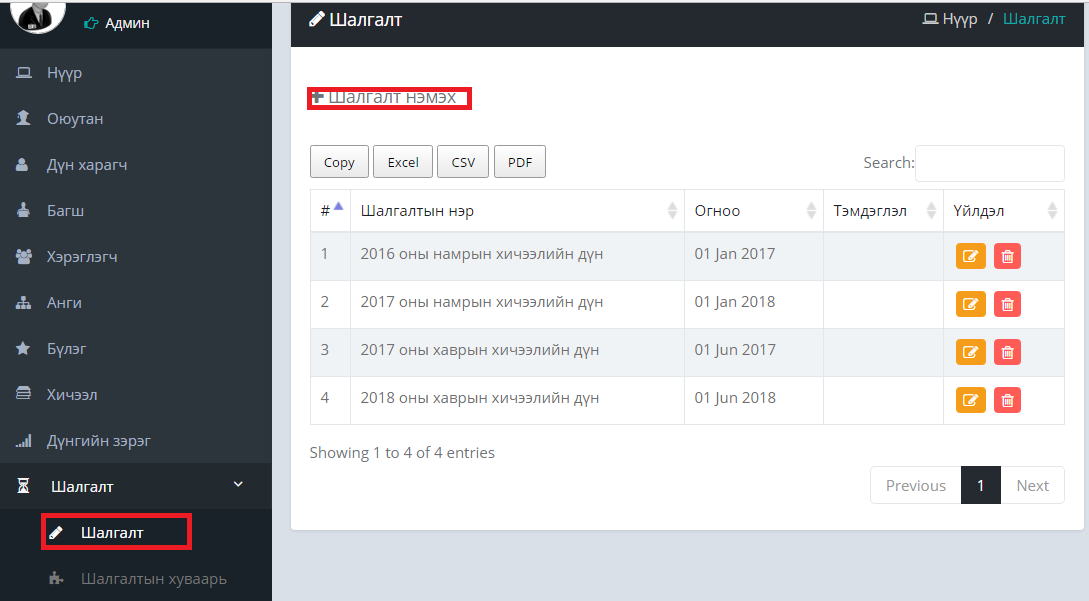 Админ
Нүүр
Оюутан
Дүн харагч
Багш
Хэрэглэгч
Анги
Бүлэг
Хичээл
Дүнгийн зэрэг
Шалгалт
Шалгалт
Шалгалтын хуваарь
Шалгалт
Нүүр / Шалгалт
Шалгалт нэмэх
Copy Excel CSV PDF Search:
# Шалгалтын нэр Огноо Тэмдэглэл Үйлдэл
1 2016 оны намрын хичээлийн дүн 01 Jan 2017
2 2017 оны намрын хичээлийн дүн 01 Jan 2018
3 2017 оны хаврын хичээлийн дүн 01 Jun 2017
4 2018 оны хаврын хичээлийн дүн 01 Jun 2018
Showing 1 to 4 of 4 entries
Previous 1 Next